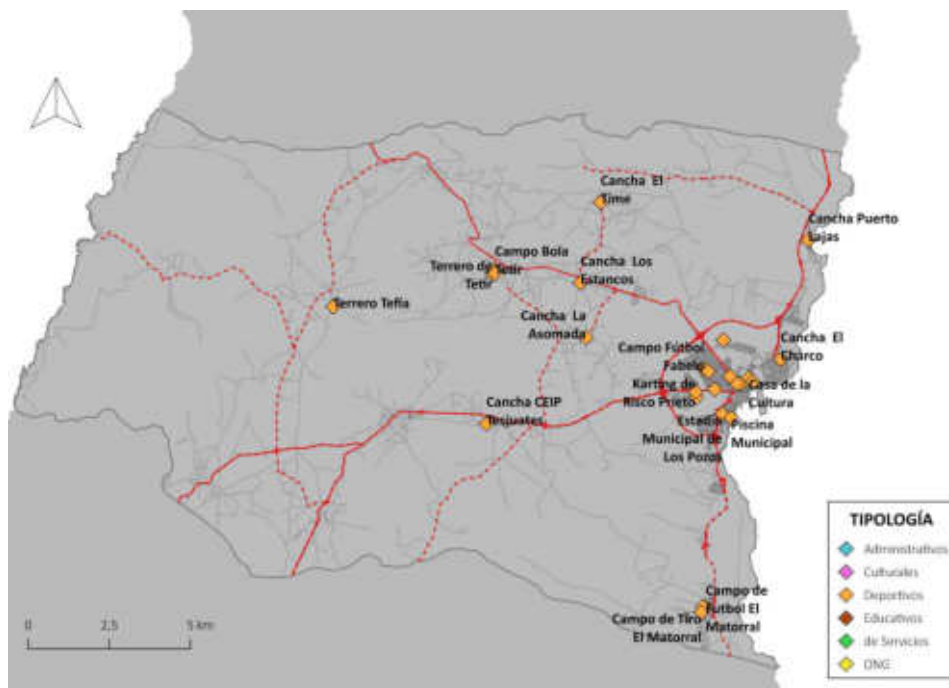 Cancha El
Time
Cancha Puerto
Lajas
Campo Bola
Tetir
Terrero de
Tetir
Cancha Los
Estancos
Terrero Tefía
Cancha La
Asomada
Cancha El
Charco
Campo Fútbol
Fabelo
Karting de
Risco Prieto
Casa de la
Cultura
Cancha CEIP
Tesjuates
Estadio
Municipal de
Los Pozos
Piscina
Municipal
Campo de
Futbol El
Matorral
Campo de Tiro
El Matorral
0 2,5 5 km
TIPOLOGÍA
Administrativos
Culturales
Deportivos
Educativos
de Servicios
ONG